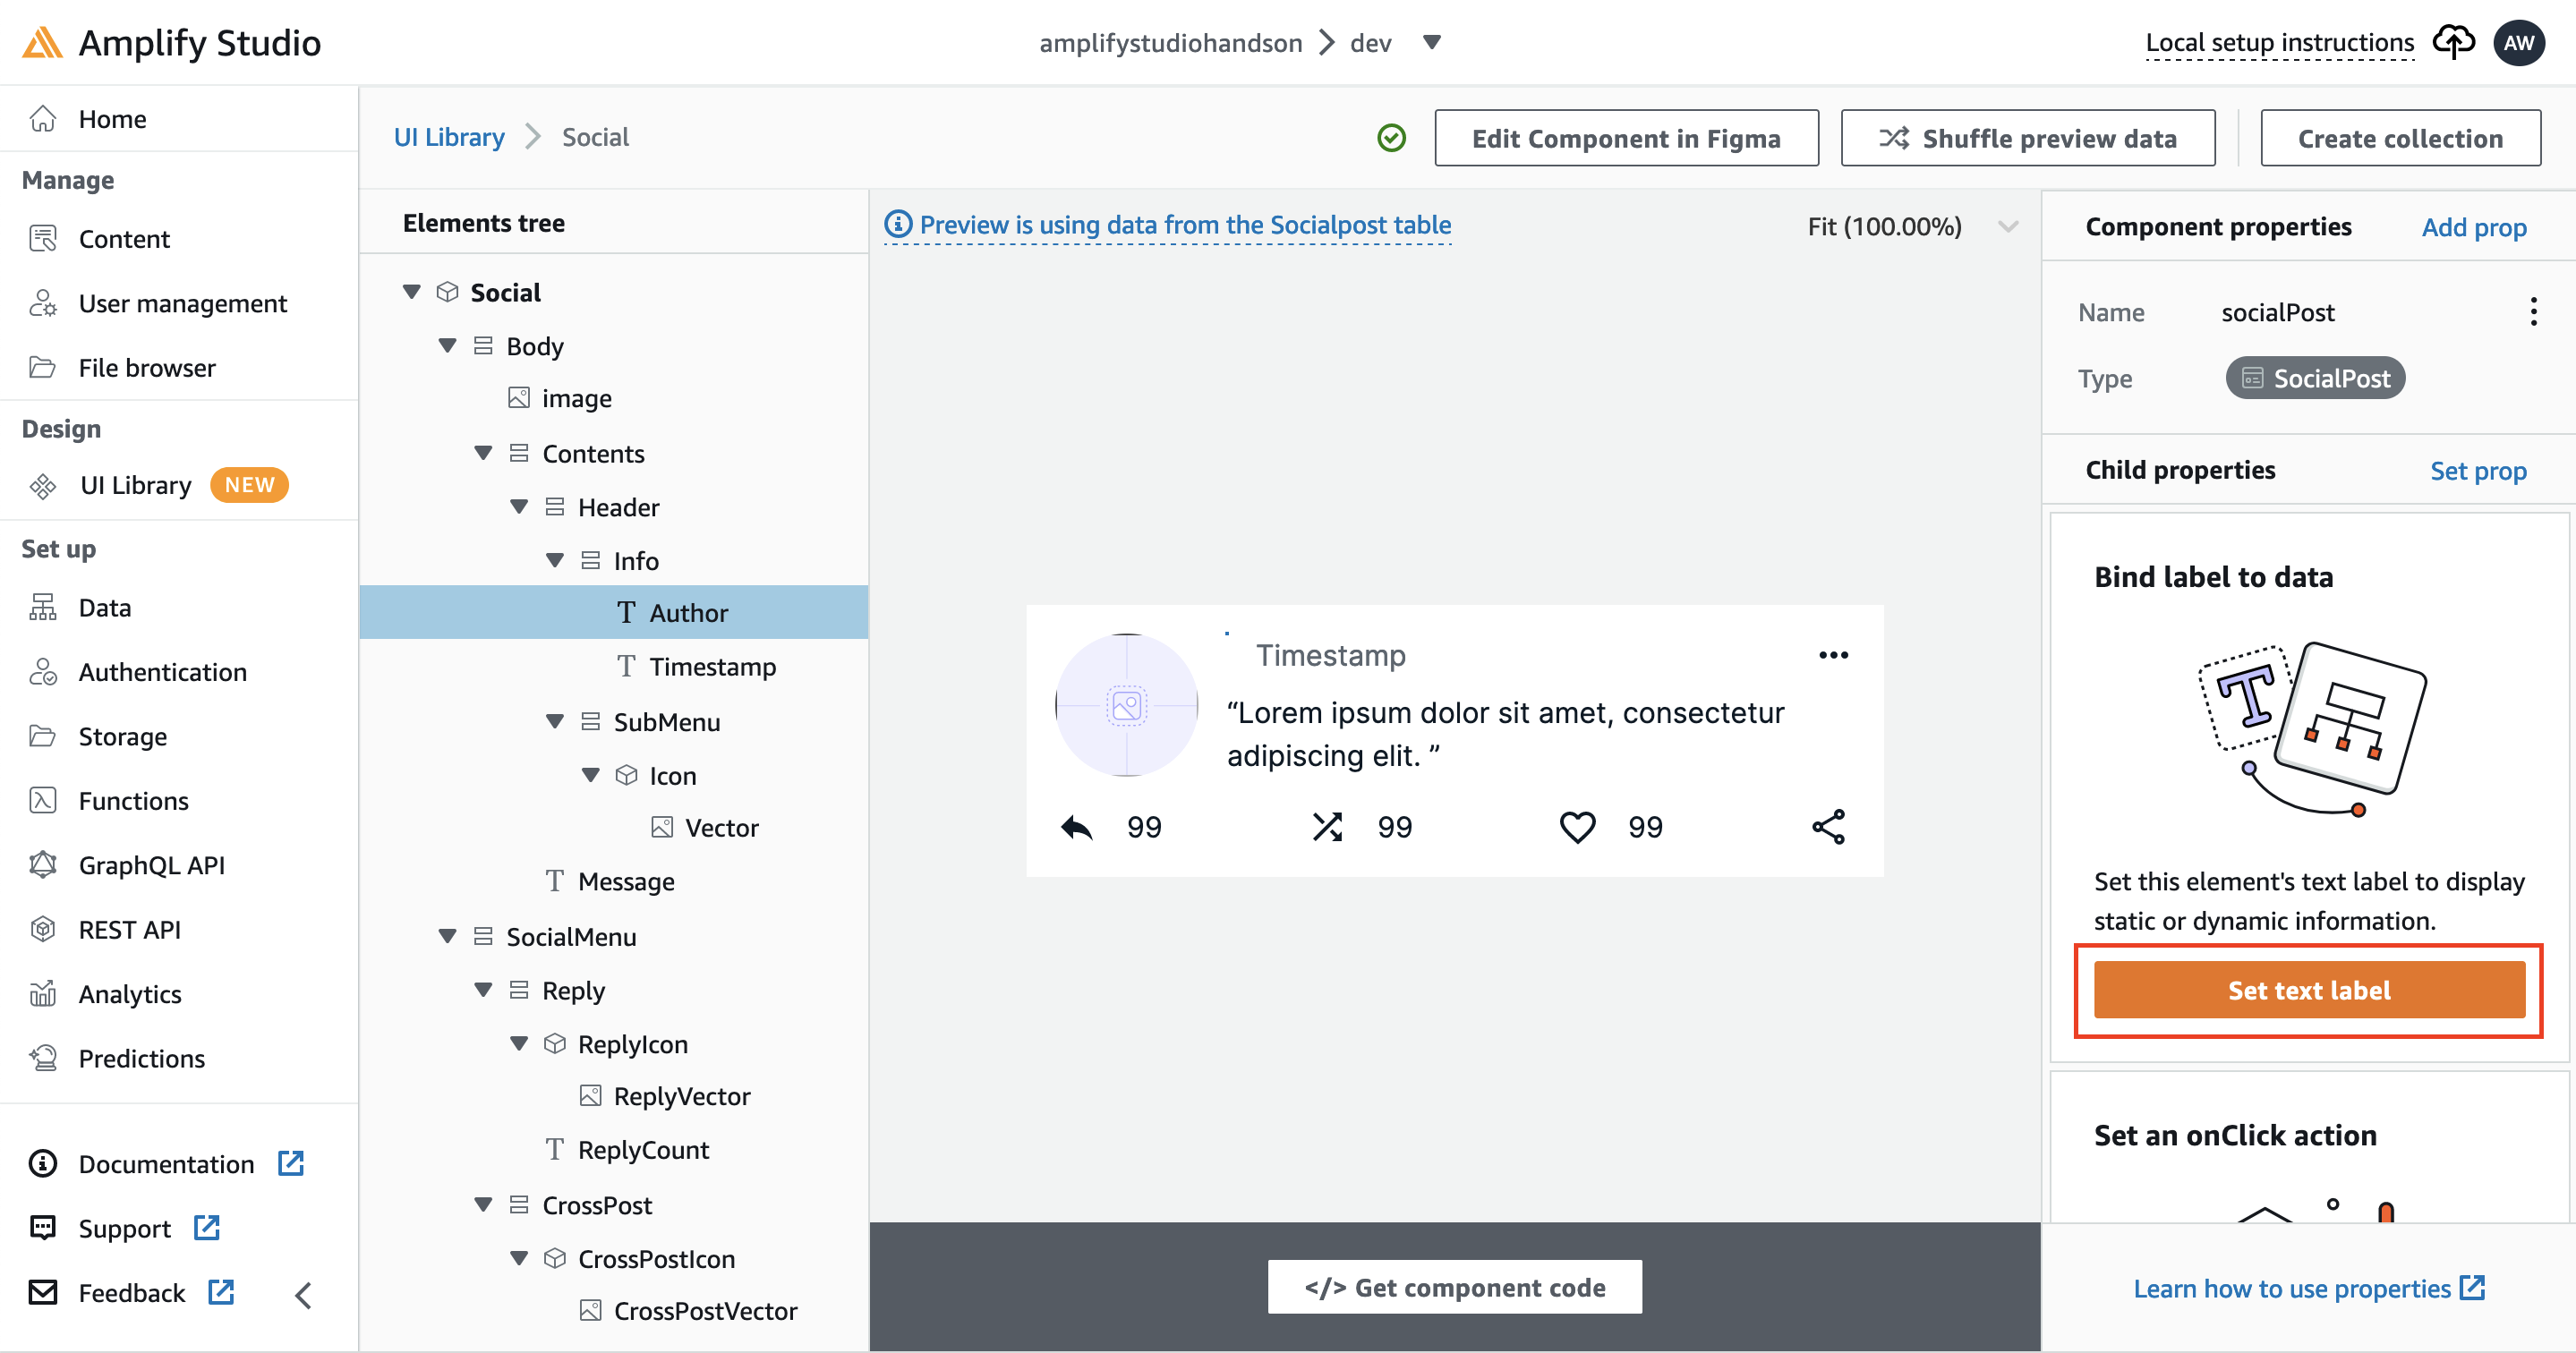 Amplify Studio
amplifystudiohandson > dev
Local setup instructions
AW
Home
Manage
Content
User management
File browser
Design
UI Library NEW
Set up
Data
Authentication
Storage
Functions
GraphQL API
REST API
Analytics
Predictions
Documentation
Support
Feedback
UI Library > Social
Edit Component in Figma
Shuffle preview data
Create collection
Elements tree
Social
Body
image
Contents
Header
Info
T Author
T Timestamp
SubMenu
Icon
Vector
T Message
SocialMenu
Reply
ReplyIcon
ReplyVector
T ReplyCount
CrossPost
CrossPostIcon
CrossPostVector
Preview is using data from the Socialpost table
Fit (100.00%)
Timestamp
“Lorem ipsum dolor sit amet, consectetur
adipiscing elit. ”
99 99 99
</> Get component code
Component properties Add prop
Name socialPost
Type SocialPost
Child properties Set prop
Bind label to data
T
Set this element's text label to display
static or dynamic information.
Set text label
Set an onClick action
Learn how to use properties